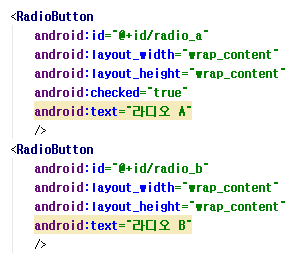 <RadioButton
android:id="@+id/radio_a"
android:layout_width="wrap_content"
android:layout_height="wrap_content"
android:checked="true"
android:text="라디오 A"
/>
<RadioButton
android:id="@+id/radio_b"
android:layout_width="wrap_content"
android:layout_height="wrap_content"
android:text="라디오 B"
/>